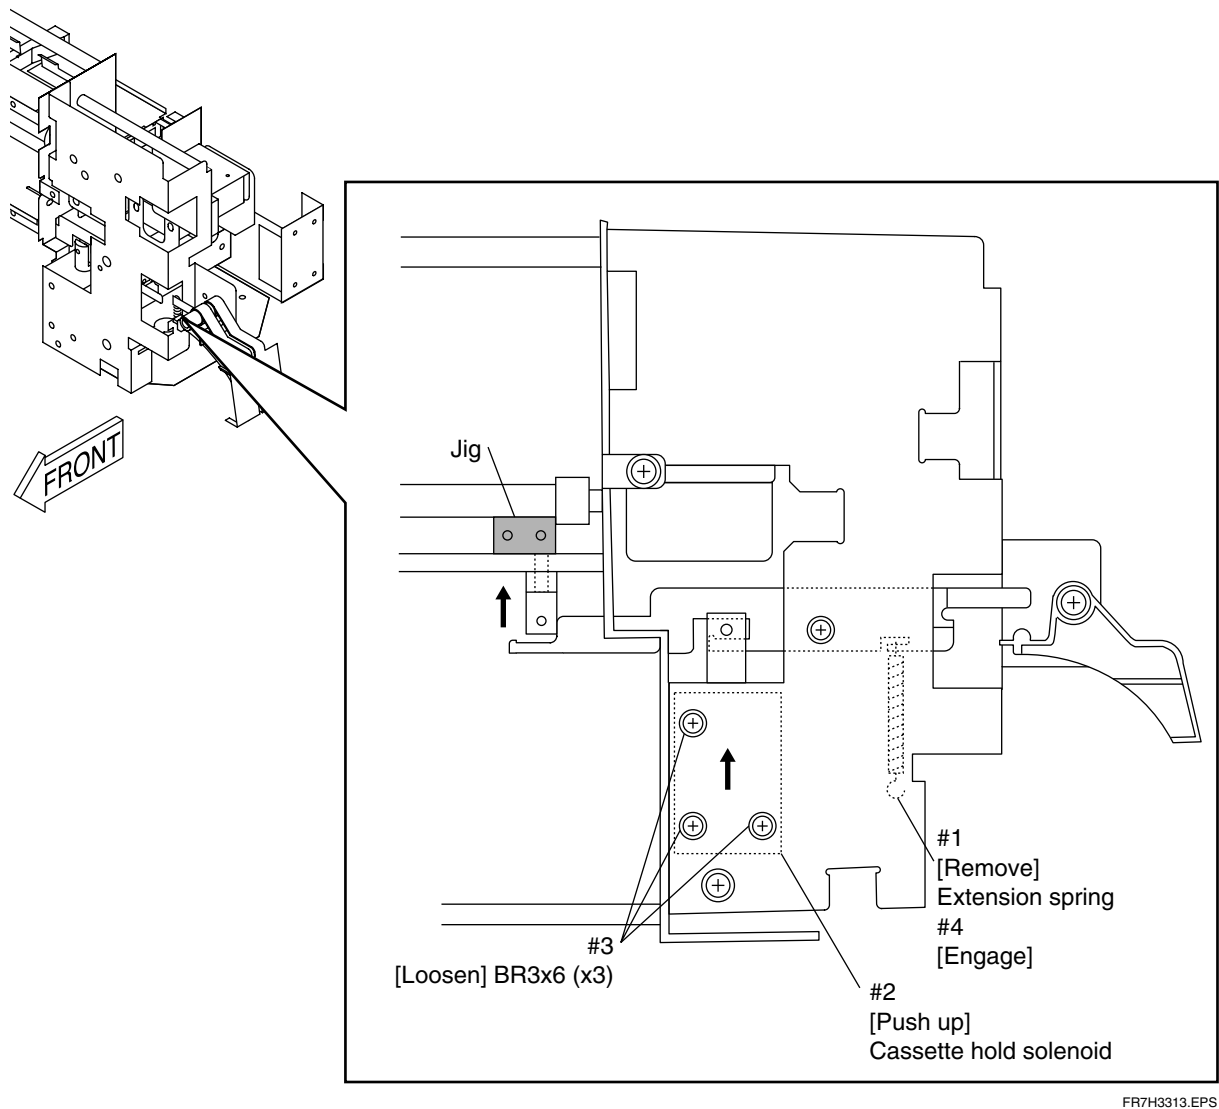 FRONT
Jig
#1
[Remove]
Extension spring
#4
[Engage]
#3
[Loosen] BR3x6 (x3)
#2
[Push up]
Cassette hold solenoid
FR7H3313.EPS